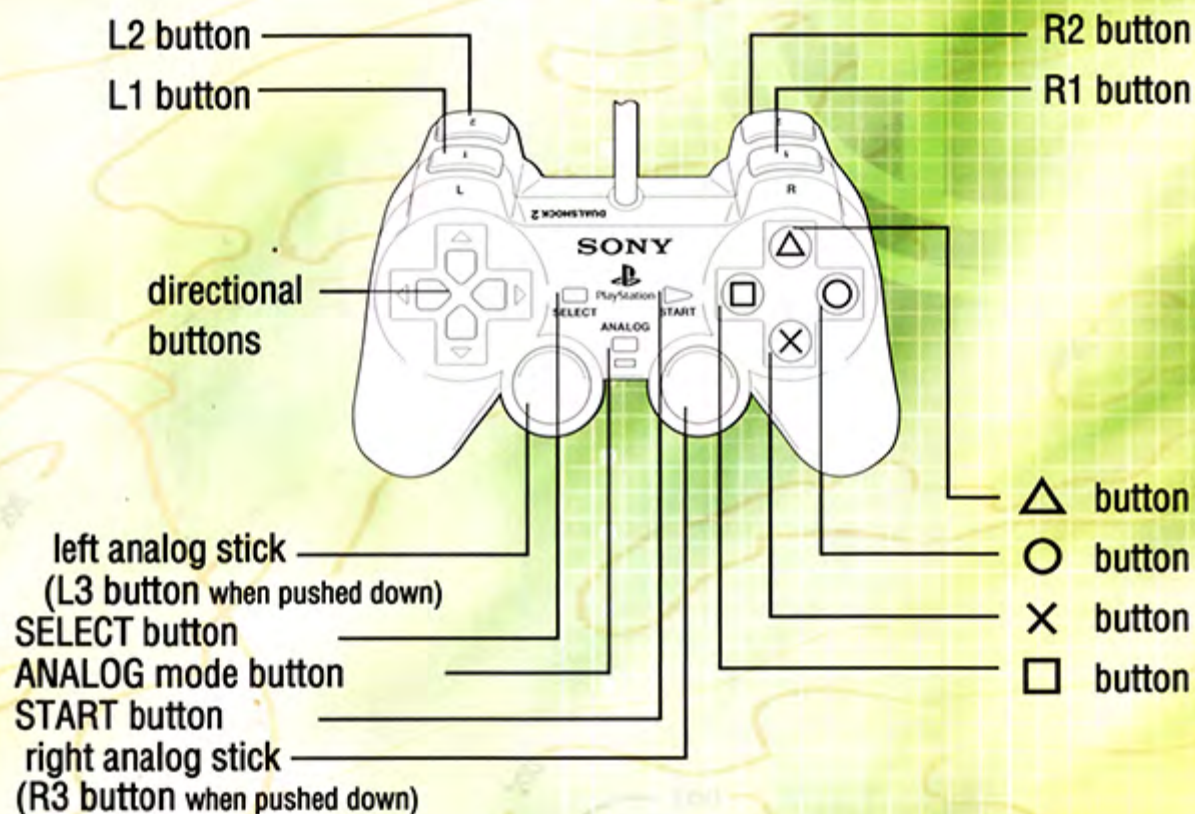 L2 button
L1 button
R2 button
R1 button
L
R
DUALSHOCK 2
SONY
PlayStation
SELECT
START
ANALOG
directional
buttons
left analog stick
(L3 button when pushed down)
SELECT button
ANALOG mode button
START button
right analog stick
(R3 button when pushed down)
△ button
○ button
✕ button
□ button